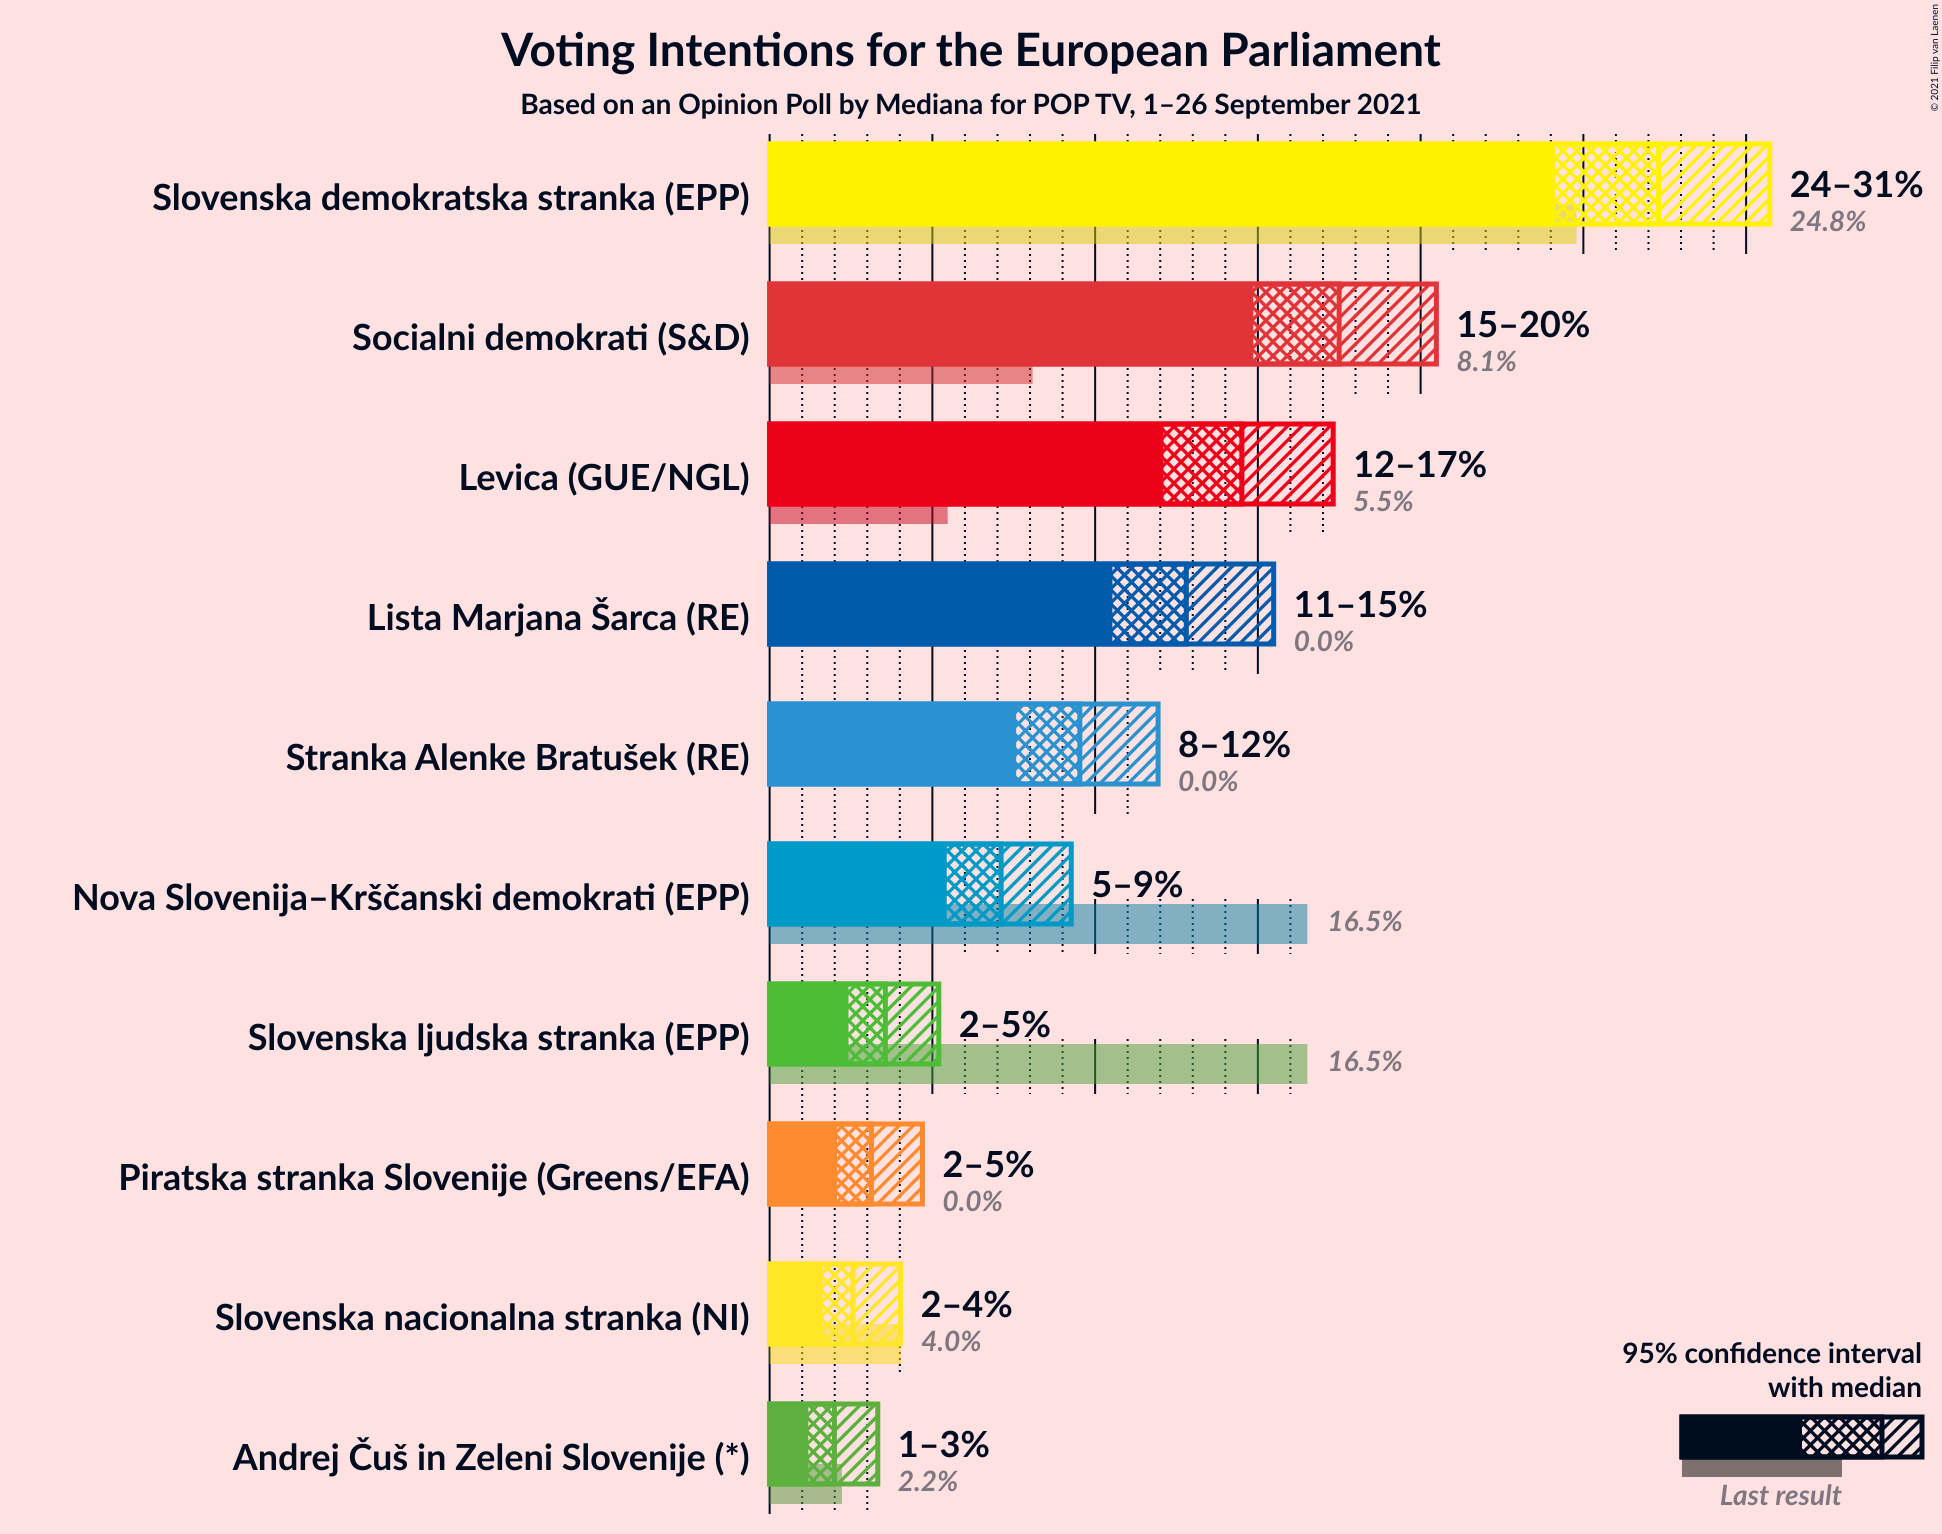 © 2021 Filip van Laenen
Voting Intentions for the European Parliament
Based on an Opinion Poll by Mediana for POP TV, 1–26 September 2021
Slovenska demokratska stranka (EPP)
24–31%
24.8%
Socialni demokrati (S&D)
15–20%
8.1%
Levica (GUE/NGL)
12–17%
5.5%
Lista Marjana Šarca (RE)
11–15%
0.0%
Stranka Alenke Bratušek (RE)
8–12%
0.0%
Nova Slovenija–Krščanski demokrati (EPP)
5–9%
16.5%
Slovenska ljudska stranka (EPP)
2–5%
16.5%
Piratska stranka Slovenije (Greens/EFA)
2–5%
0.0%
Slovenska nacionalna stranka (NI)
2–4%
4.0%
Andrej Čuš in Zeleni Slovenije (*)
1–3%
2.2%
95% confidence interval
with median
Last result